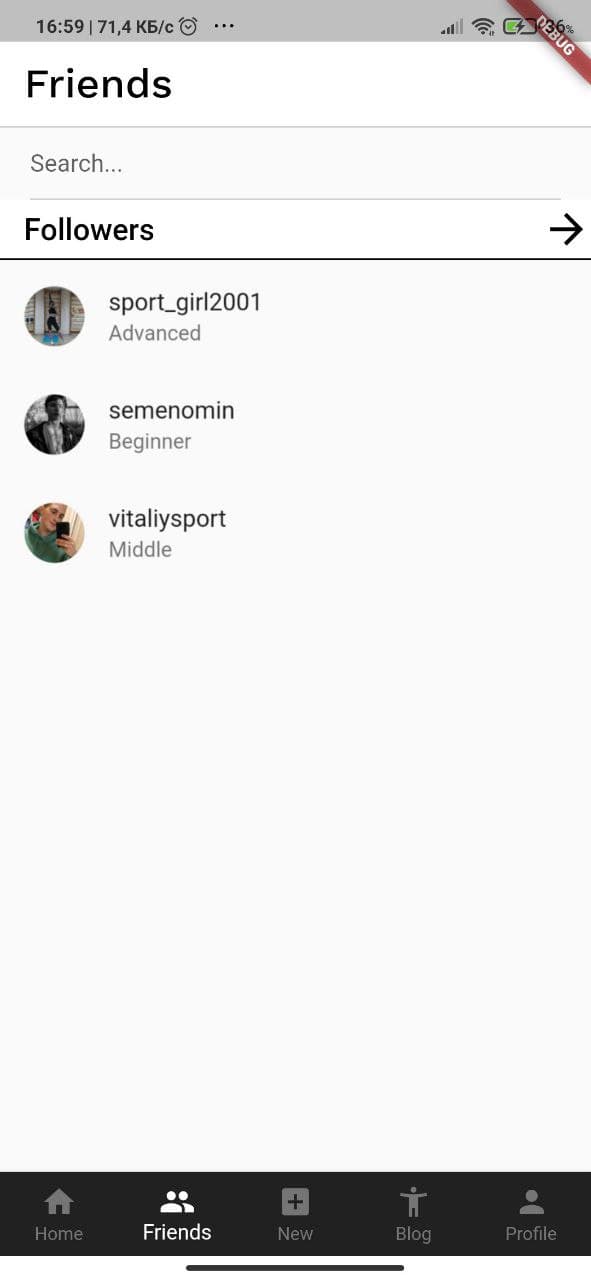 16:59 | 71,4 КБ/с ...
36%
DEBUG
Friends
Search...
Followers
sport_girl2001
Advanced
semenomin
Beginner
vitaliysport
Middle
Home
Friends
New
Blog
Profile